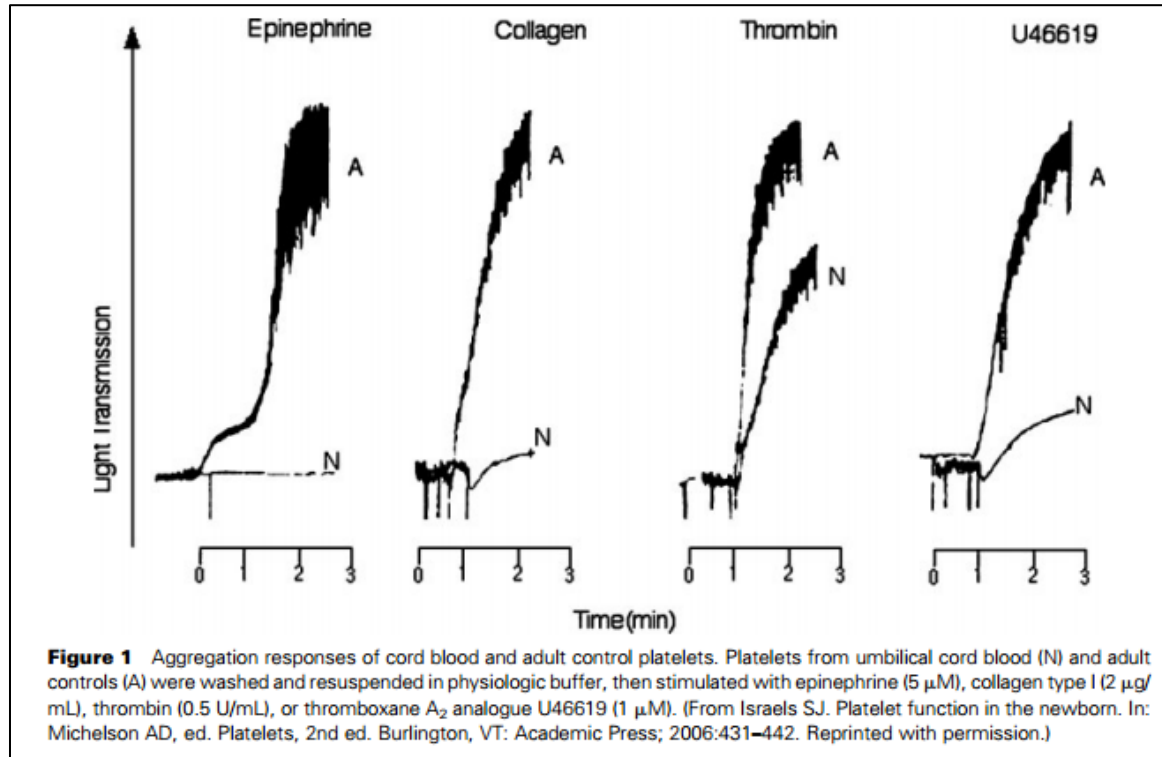 Epinephrine Collagen Thrombin U46619
A A A A
N N N N
Light Transmission
0 1 2 3 0 1 2 3 0 1 2 3 0 1 2 3
Time(min)
Figure 1 Aggregation responses of cord blood and adult control platelets. Platelets from umbilical cord blood (N) and adult
controls (A) were washed and resuspended in physiologic buffer, then stimulated with epinephrine (5 μM), collagen type I (2 μg/
mL), thrombin (0.5 U/mL), or thromboxane A₂ analogue U46619 (1 μM). (From Israels SJ. Platelet function in the newborn. In:
Michelson AD, ed. Platelets, 2nd ed. Burlington, VT: Academic Press; 2006:431–442. Reprinted with permission.)